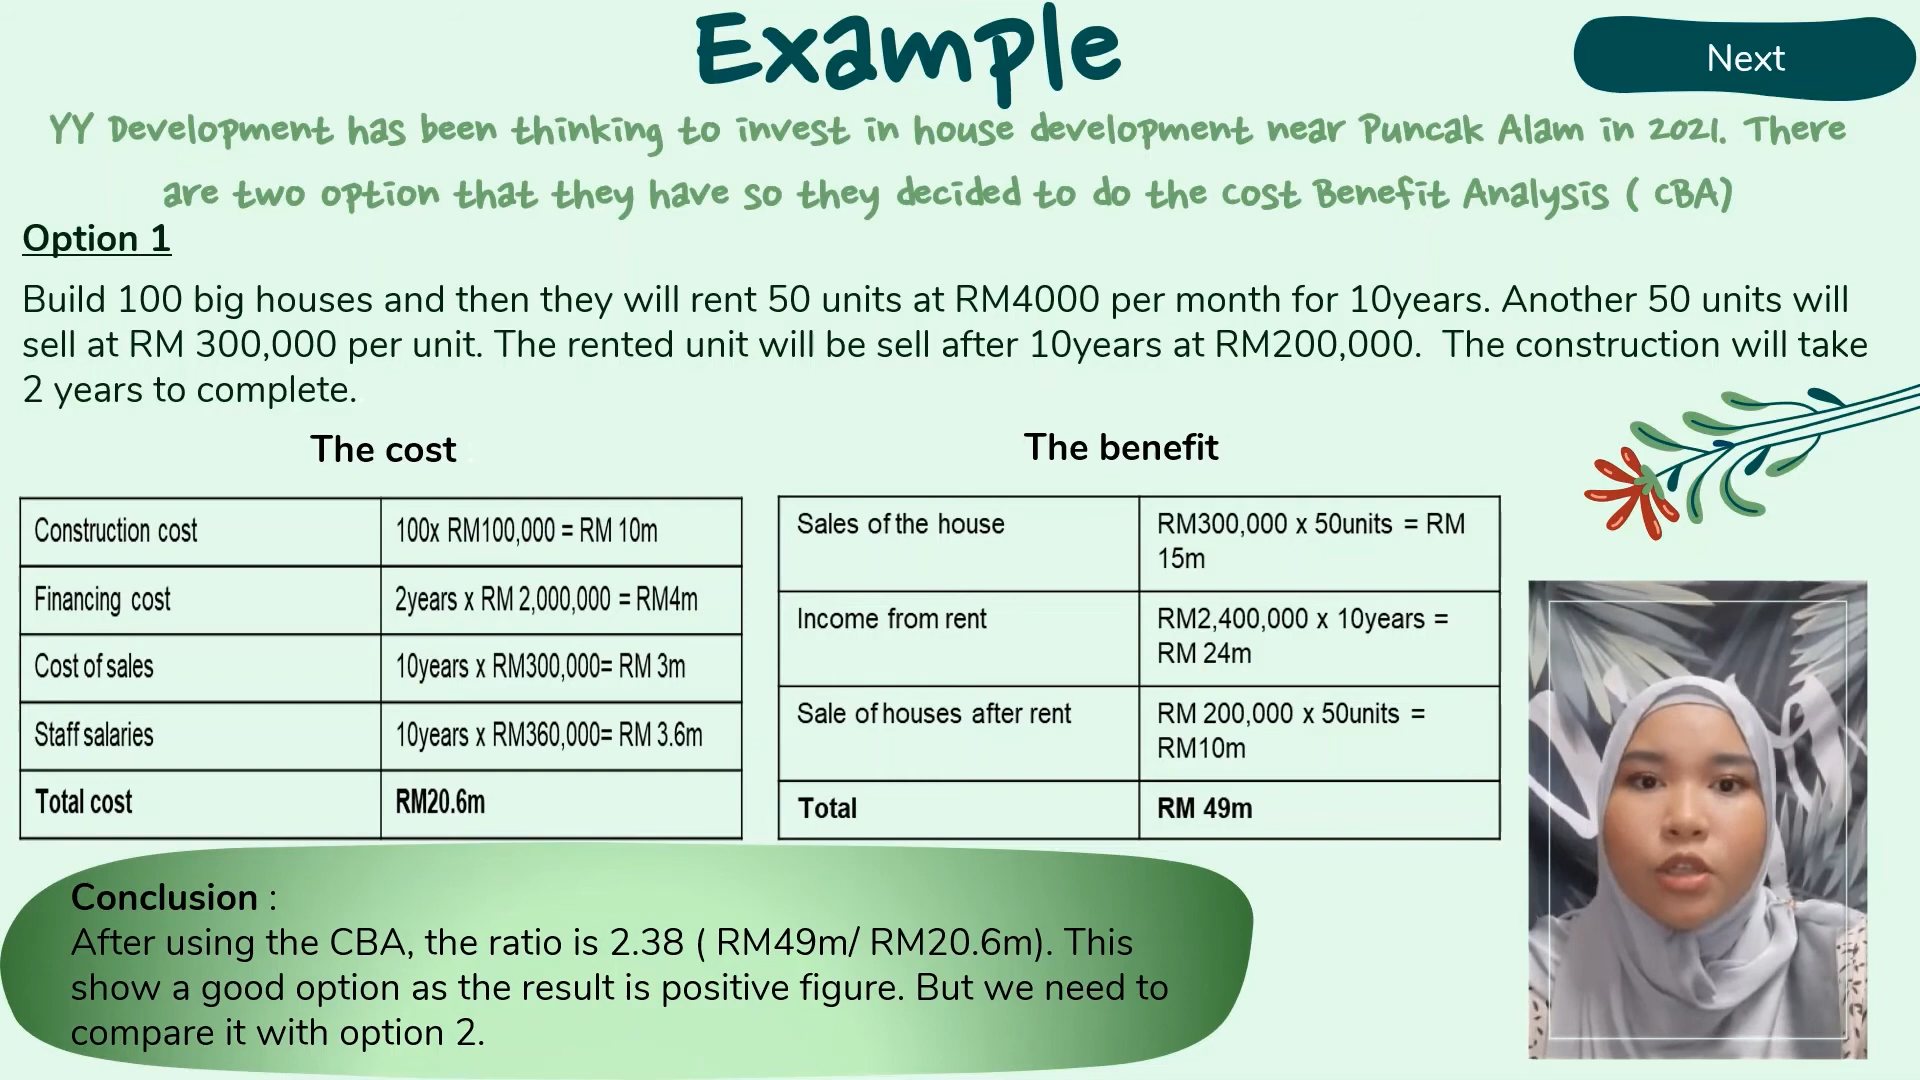 Example
Next
YY Development has been thinking to invest in house development near Puncak Alam in 2021. There
are two option that they have so they decided to do the Cost Benefit Analysis ( CBA)
Option 1
Build 100 big houses and then they will rent 50 units at RM4000 per month for 10years. Another 50 units will
sell at RM 300,000 per unit. The rented unit will be sell after 10years at RM200,000. The construction will take
2 years to complete.
The cost
Construction cost 100x RM100,000 = RM 10m
Financing cost 2years x RM 2,000,000 = RM4m
Cost of sales 10years x RM300,000= RM 3m
Staff salaries 10years x RM360,000= RM 3.6m
Total cost RM20.6m
The benefit
Sales of the house RM300,000 x 50units = RM
15m
Income from rent RM2,400,000 x 10years =
RM 24m
Sale of houses after rent RM 200,000 x 50units =
RM10m
Total RM 49m
Conclusion :
After using the CBA, the ratio is 2.38 ( RM49m/ RM20.6m). This
show a good option as the result is positive figure. But we need to
compare it with option 2.